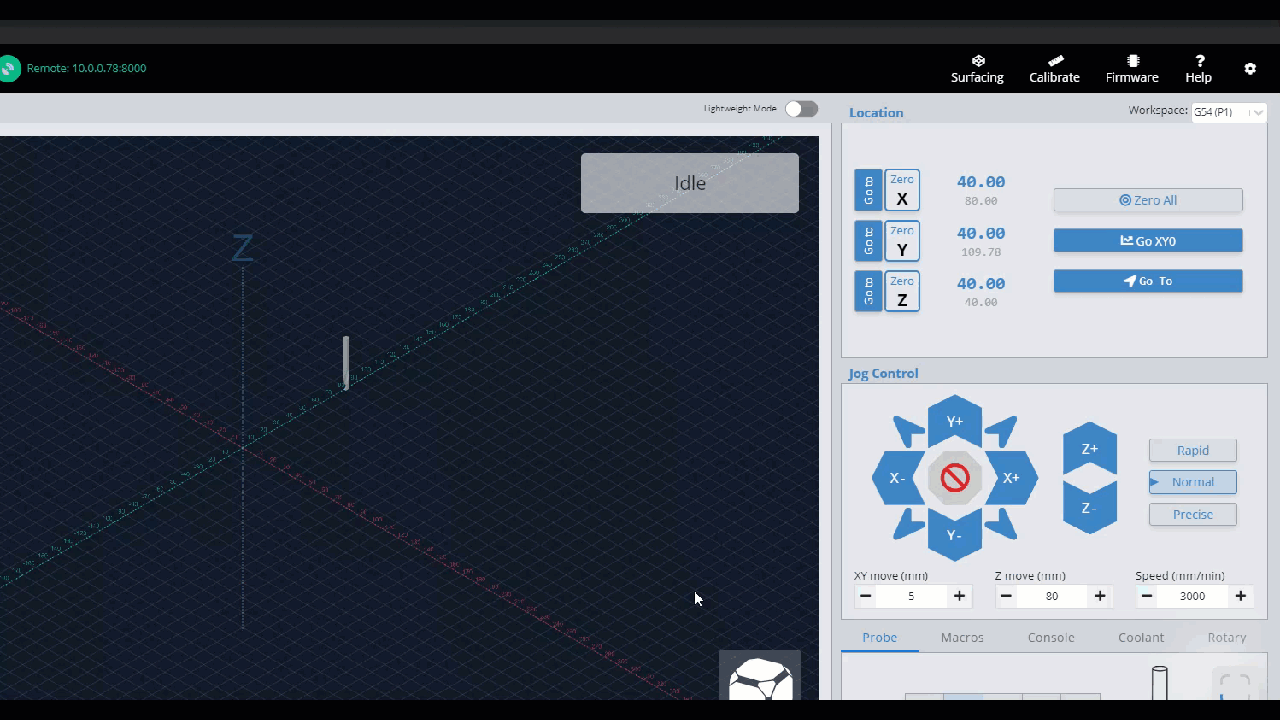 Remote: 10.0.0.78:8000
Surfacing
Calibrate
Firmware
Help
Lightweight Mode
Idle
Z
Location
Workspace: G54 (P1)
Go to Zero X 40.00 80.00
Zero All
Go to Zero Y 40.00 109.78
Go XY0
Go to Zero Z 40.00 40.00
Go To
Jog Control
Y+
X-
X+
Y-
Z+
Z-
Rapid
Normal
Precise
XY move (mm) Z move (mm) Speed (mm/min)
5 80 3000
Probe Macros Console Coolant Rotary